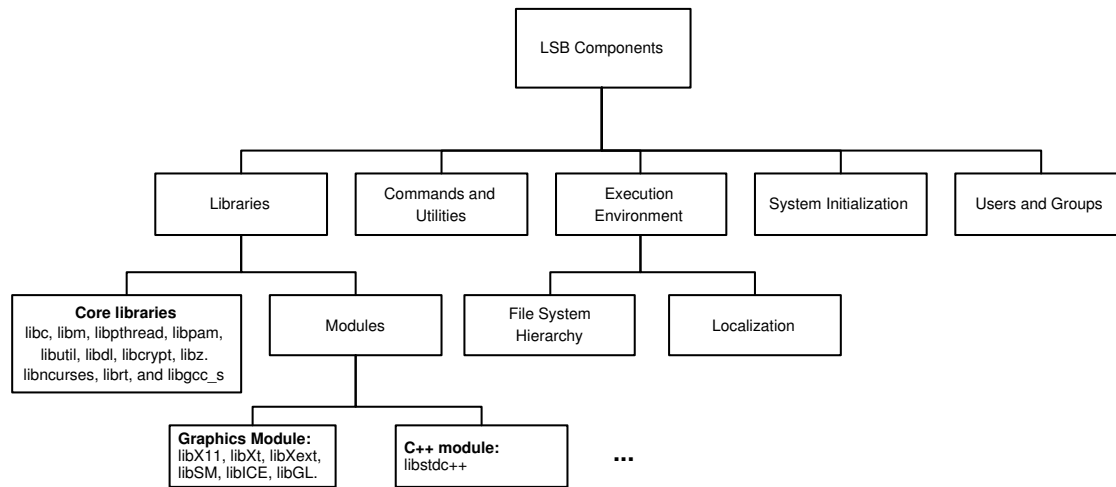 LSB Components
Libraries
Commands and
Utilities
Execution
Environment
System Initialization
Users and Groups
Core libraries
libc, libm, libpthread, libpam,
libutil, libdl, libcrypt, libz.
libncurses, librt, and libgcc_s
Modules
File System
Hierarchy
Localization
Graphics Module:
libX11, libXt, libXext,
libSM, libICE, libGL.
C++ module:
libstdc++
...